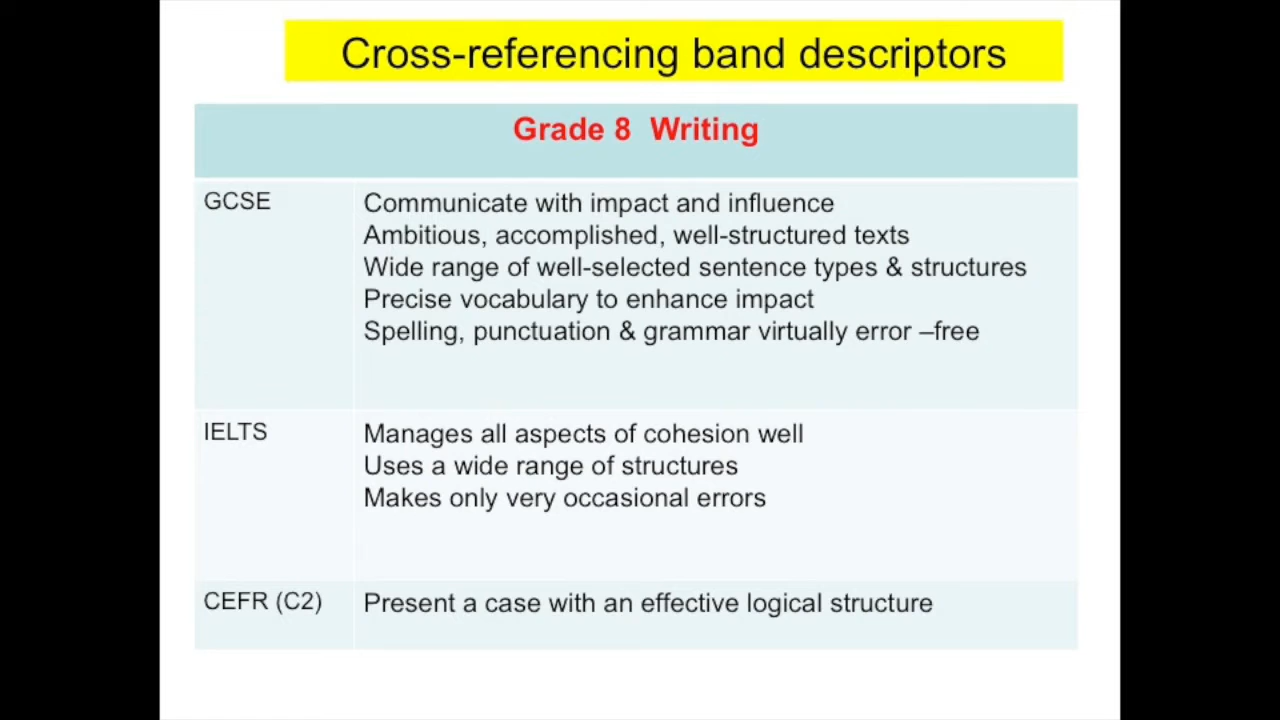 Cross-referencing band descriptors
Grade 8  Writing
GCSE
Communicate with impact and influence
Ambitious, accomplished, well-structured texts
Wide range of well-selected sentence types & structures
Precise vocabulary to enhance impact
Spelling, punctuation & grammar virtually error –free
IELTS
Manages all aspects of cohesion well
Uses a wide range of structures
Makes only very occasional errors
CEFR (C2)
Present a case with an effective logical structure